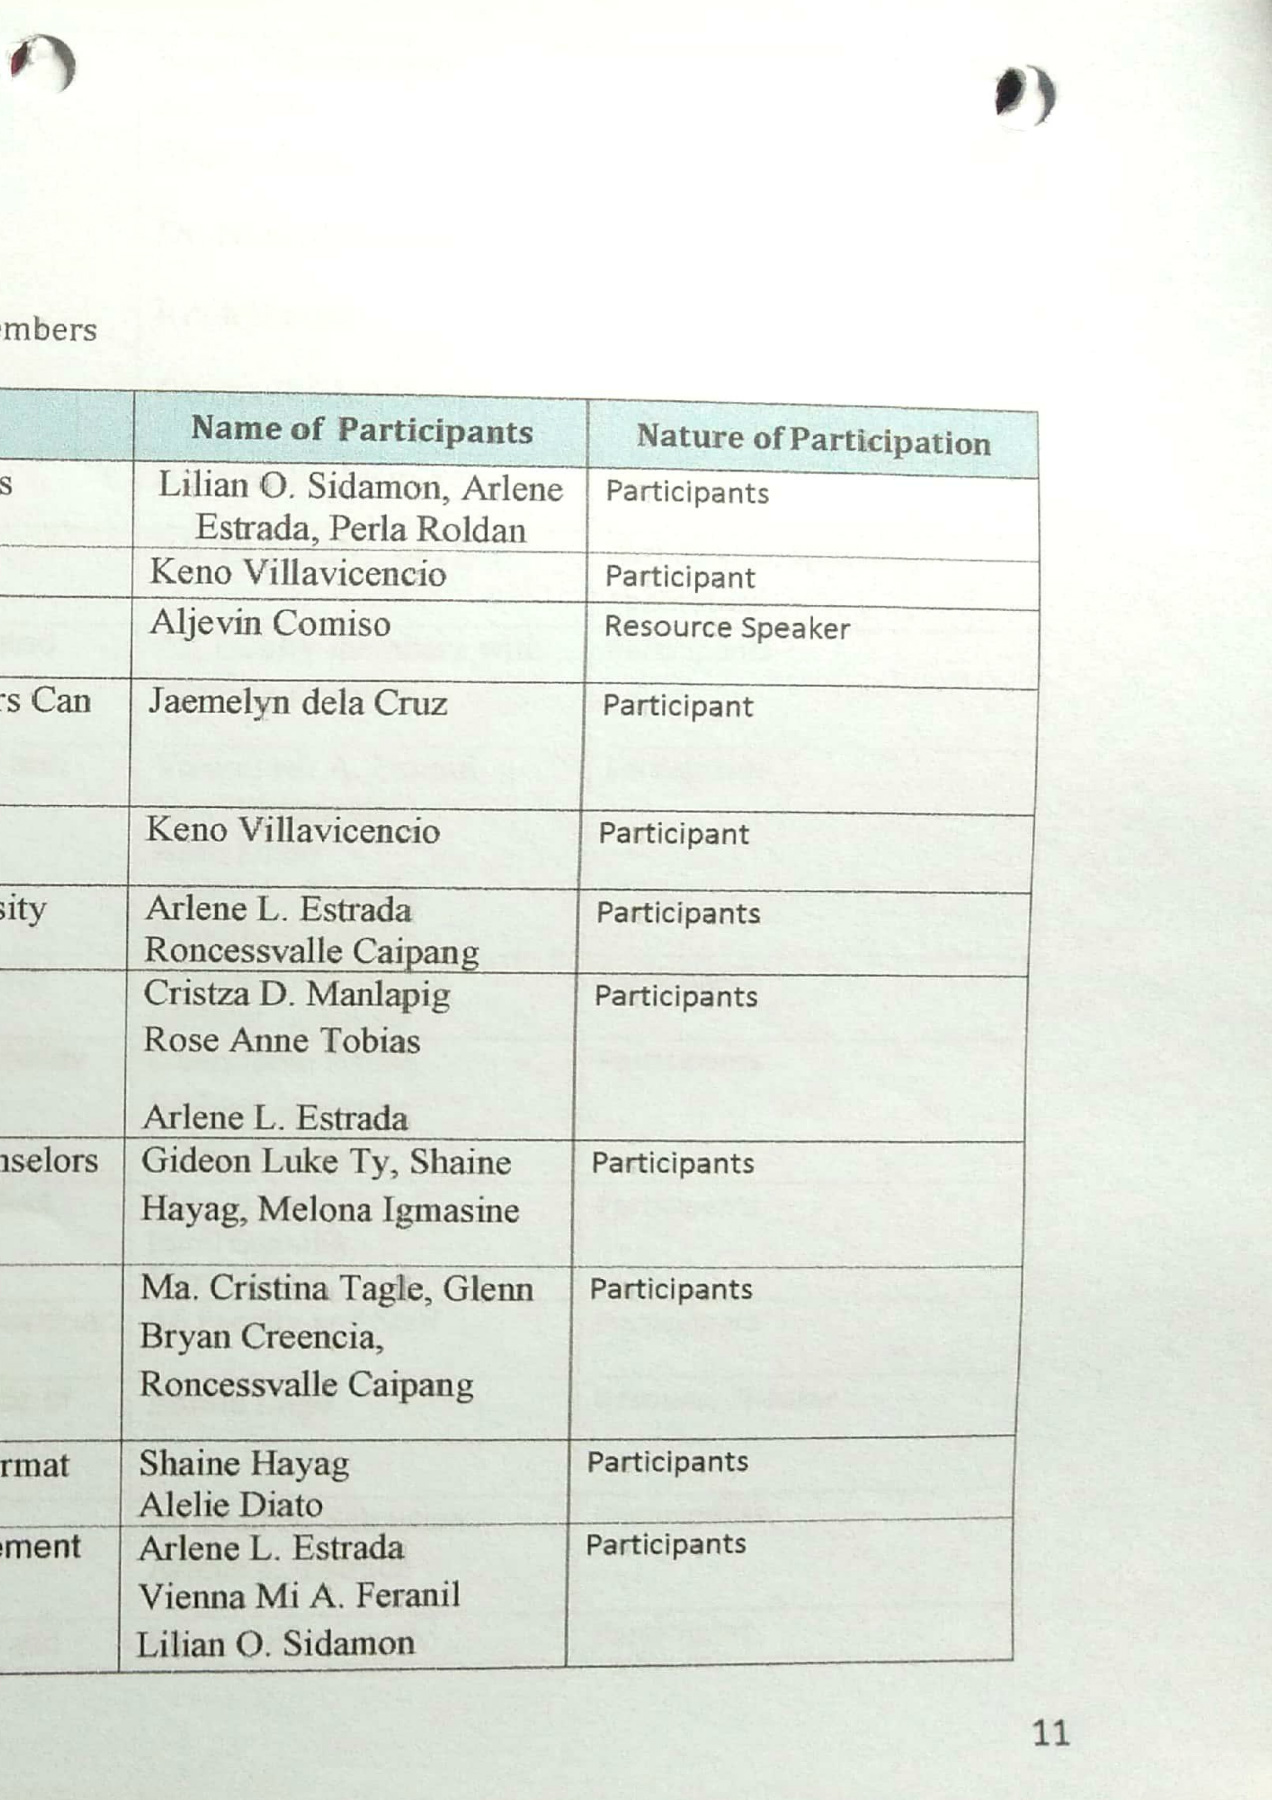 embers
Name of Participants Nature of Participation
s Lilian O. Sidamon, Arlene Participants
Estrada, Perla Roldan
Keno Villavicencio Participant
Aljevin Comiso Resource Speaker
rs Can Jaemelyn dela Cruz Participant
Keno Villavicencio Participant
sity Arlene L. Estrada Participants
Roncessvalle Caipang
Cristza D. Manlapig Participants
Rose Anne Tobias
Arlene L. Estrada
nselors Gideon Luke Ty, Shaine Participants
Hayag, Melona Igmasine
Ma. Cristina Tagle, Glenn Participants
Bryan Creencia,
Roncessvalle Caipang
rmat Shaine Hayag Participants
Alelie Diato
ement Arlene L. Estrada Participants
Vienna Mi A. Feranil
Lilian O. Sidamon
11